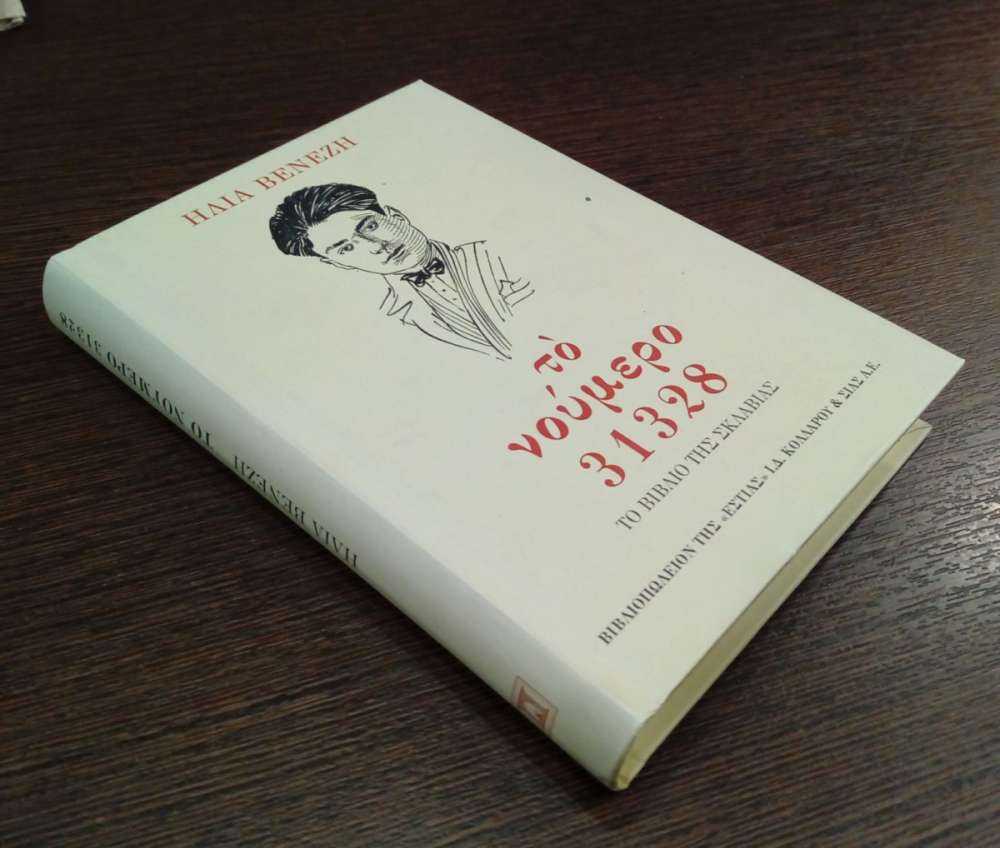 ΗΛΙΑ ΒΕΝΕΖΗ
τὸ
νούμερο
31328
ΤΟ ΒΙΒΛΙΟ ΤΗΣ ΣΚΛΑΒΙΑΣ
ΒΙΒΛΙΟΠΩΛΕΙΟΝ ΤΗΣ «ΕΣΤΙΑΣ» Ι.Δ. ΚΟΛΛΑΡΟΥ & ΣΙΑΣ Α.Ε.
ΗΛΙΑ ΒΕΝΕΖΗ ΤΟ ΝΟΥΜΕΡΟ 31328